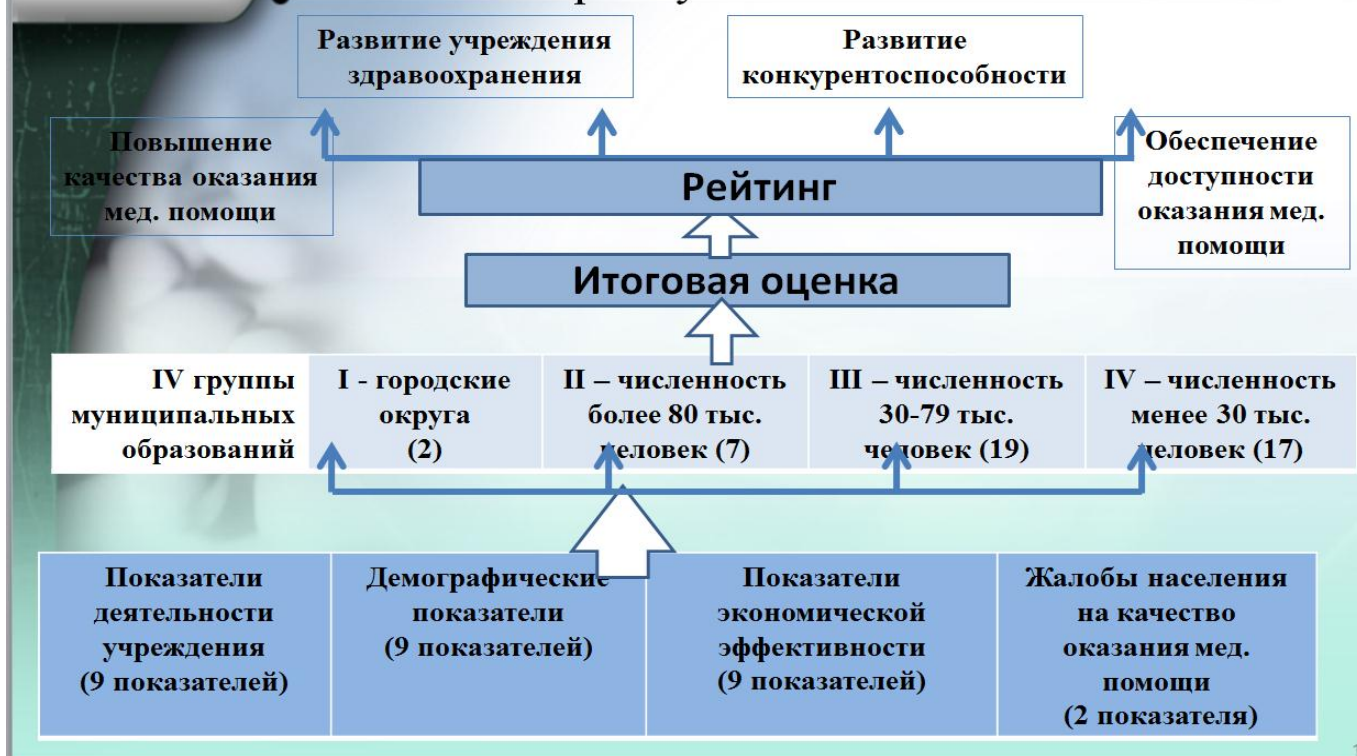 Развитие учреждения
здравоохранения
Развитие
конкурентоспособности
Повышение
качества оказания
мед. помощи
Обеспечение
доступности
оказания мед.
помощи
Рейтинг
Итоговая оценка
IV группы
муниципальных
образований
I - городские
округа
(2)
II – численность
более 80 тыс.
человек (7)
III – численность
30-79 тыс.
человек (19)
IV – численность
менее 30 тыс.
человек (17)
Показатели
деятельности
учреждения
(9 показателей)
Демографические
показатели
(9 показателей)
Показатели
экономической
эффективности
(9 показателей)
Жалобы населения
на качество
оказания мед.
помощи
(2 показателя)